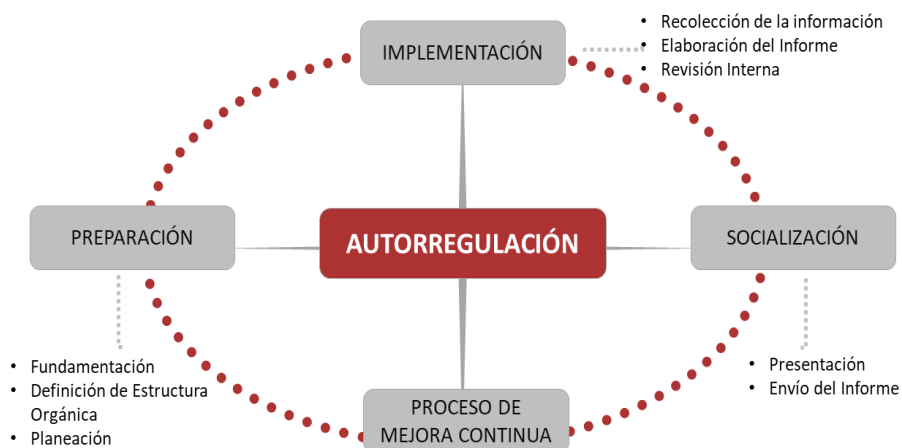 IMPLEMENTACIÓN
• Recolección de la información
• Elaboración del Informe
• Revisión Interna
PREPARACIÓN
AUTORREGULACIÓN
SOCIALIZACIÓN
• Fundamentación
• Definición de Estructura
Orgánica
• Planeación
PROCESO DE
MEJORA CONTINUA
• Presentación
• Envío del Informe